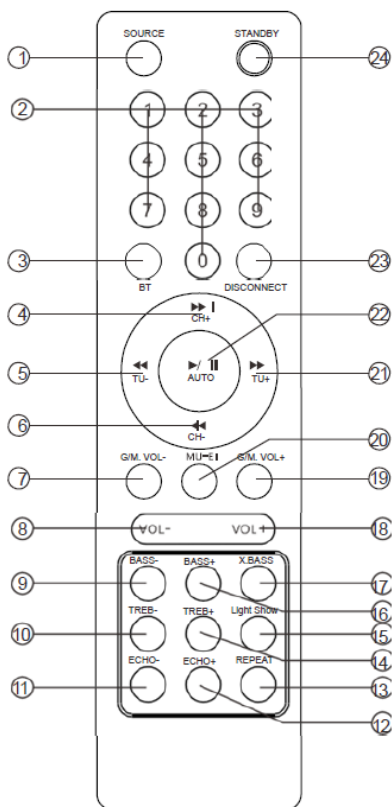 SOURCE STANDBY
1 24
2 1 2 3
4 5 6
7 8 9
3 0 23
BT DISCONNECT
4 CH+ 22
5 TU- AUTO TU+ 21
6 CH- 20
G/M. VOL- G/M. VOL+
7 19
8 VOL- VOL+ 18
BASS- BASS+ X.BASS
9 17
16
TREB- TREB+ Light Show
10 15
14
ECHO- ECHO+ REPEAT
11 13
12